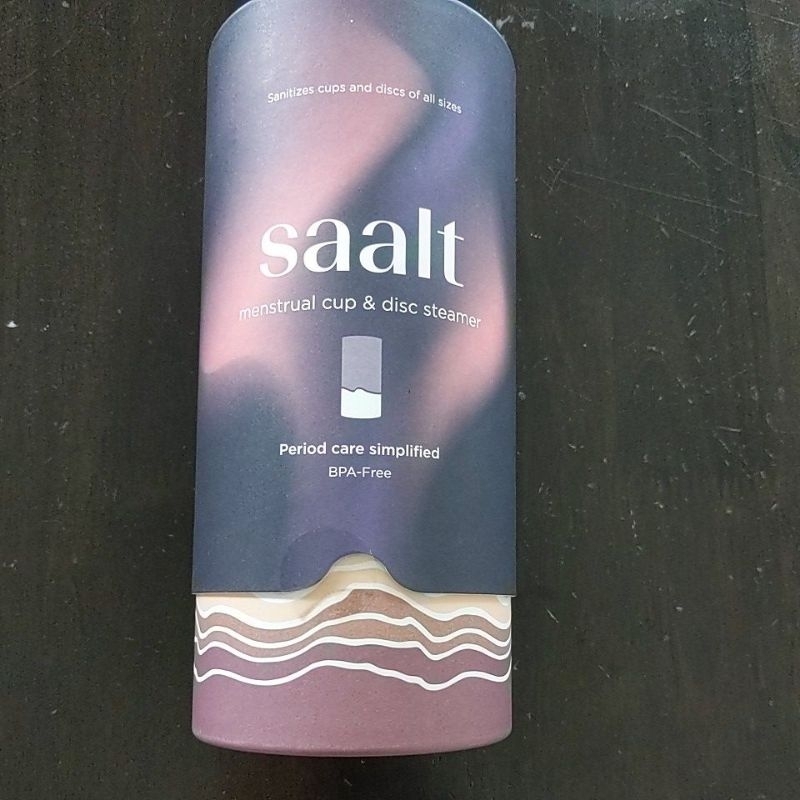 Sanitizes cups and discs of all sizes
saalt
menstrual cup & disc steamer
Period care simplified
BPA-Free